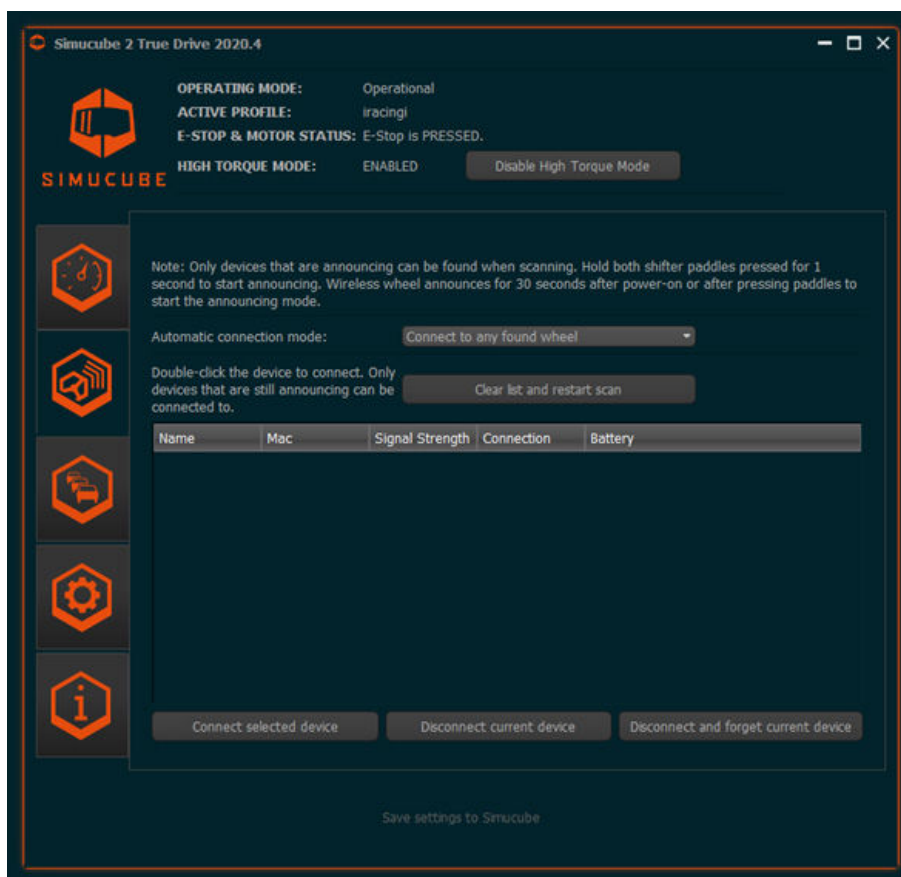 Simucube 2 True Drive 2020.4
OPERATING MODE: Operational
ACTIVE PROFILE: iracingi
E-STOP & MOTOR STATUS: E-Stop is PRESSED.
HIGH TORQUE MODE: ENABLED Disable High Torque Mode
SIMUCUBE
Note: Only devices that are announcing can be found when scanning. Hold both shifter paddles pressed for 1
second to start announcing. Wireless wheel announces for 30 seconds after power-on or after pressing paddles to
start the announcing mode.
Automatic connection mode: Connect to any found wheel
Double-click the device to connect. Only
devices that are still announcing can be
connected to.
Clear list and restart scan
Name Mac Signal Strength Connection Battery
i
Connect selected device Disconnect current device Disconnect and forget current device
Save settings to Simucube